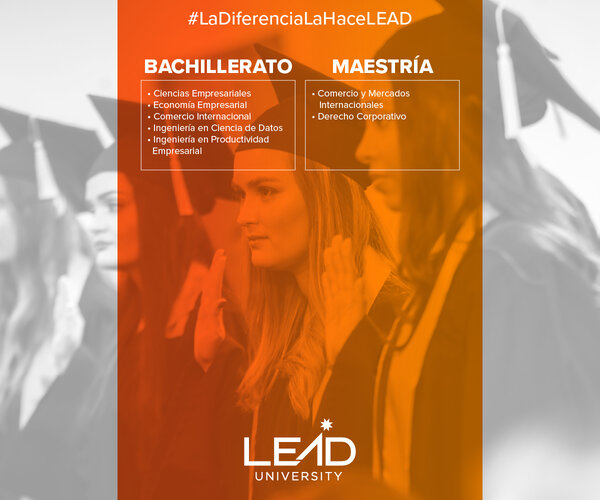 #LaDiferenciaLaHaceLEAD
BACHILLERATO
• Ciencias Empresariales
• Economía Empresarial
• Comercio Internacional
• Ingeniería en Ciencia de Datos
• Ingeniería en Productividad
Empresarial
MAESTRÍA
• Comercio y Mercados
Internacionales
• Derecho Corporativo
LEAD
UNIVERSITY